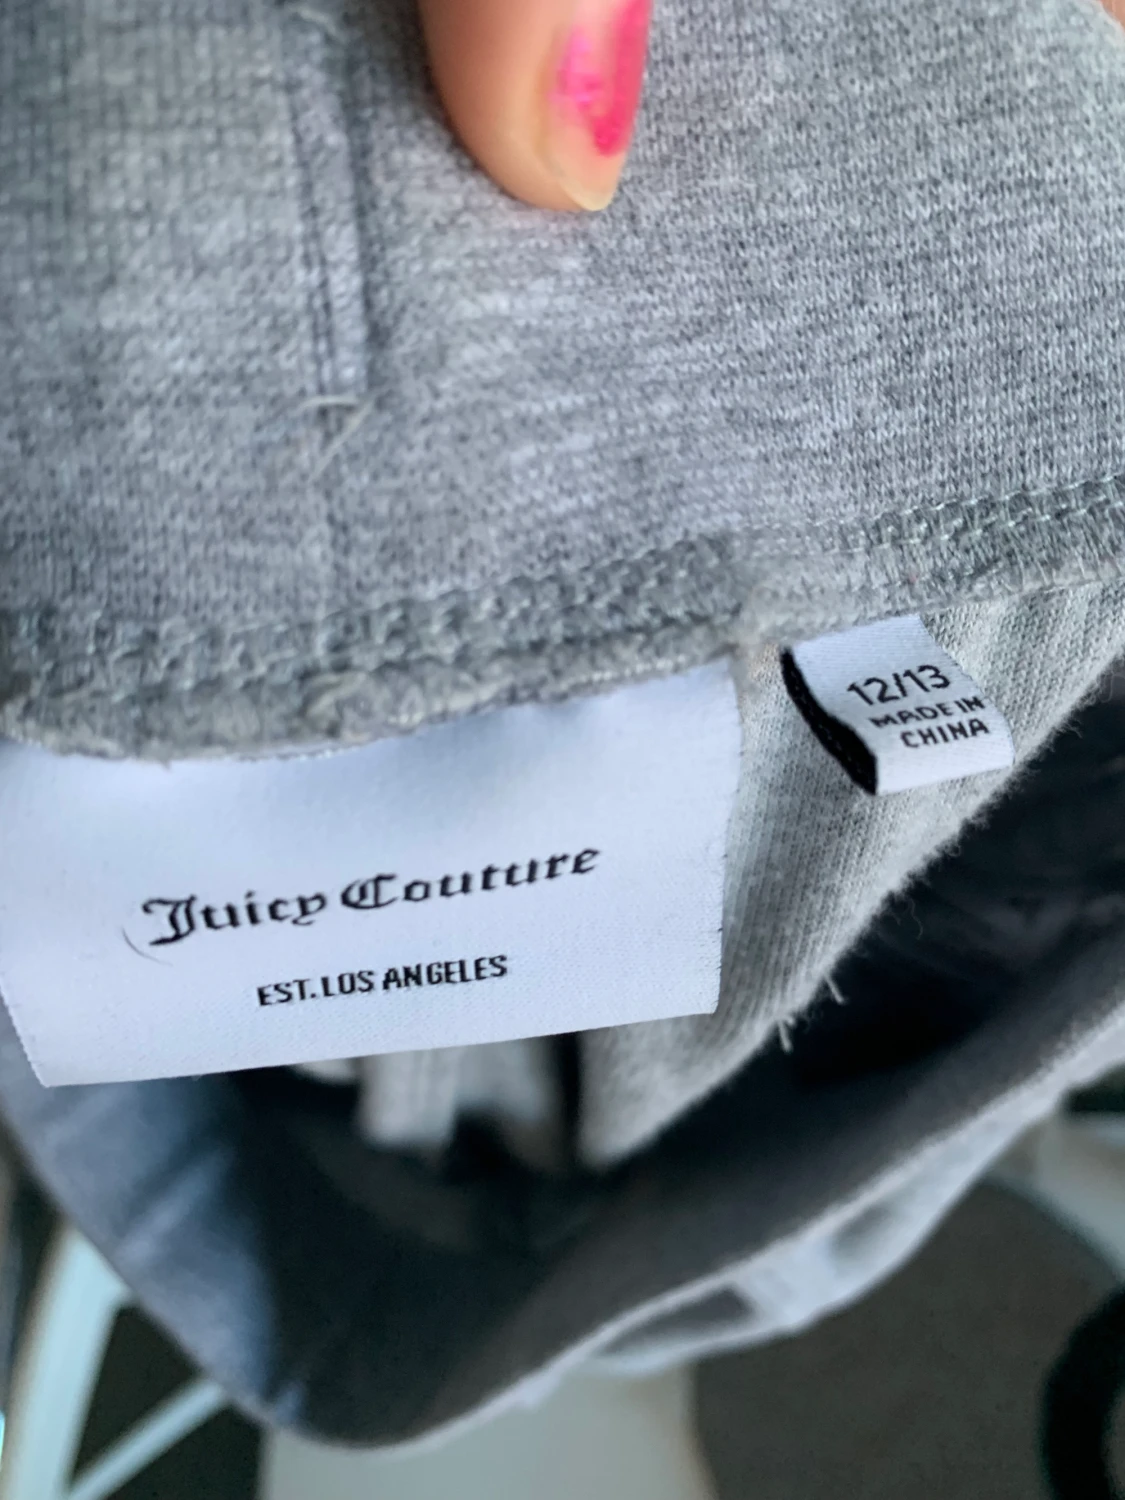 Juicy Couture
EST. LOS ANGELES
12/13
MADE IN
CHINA